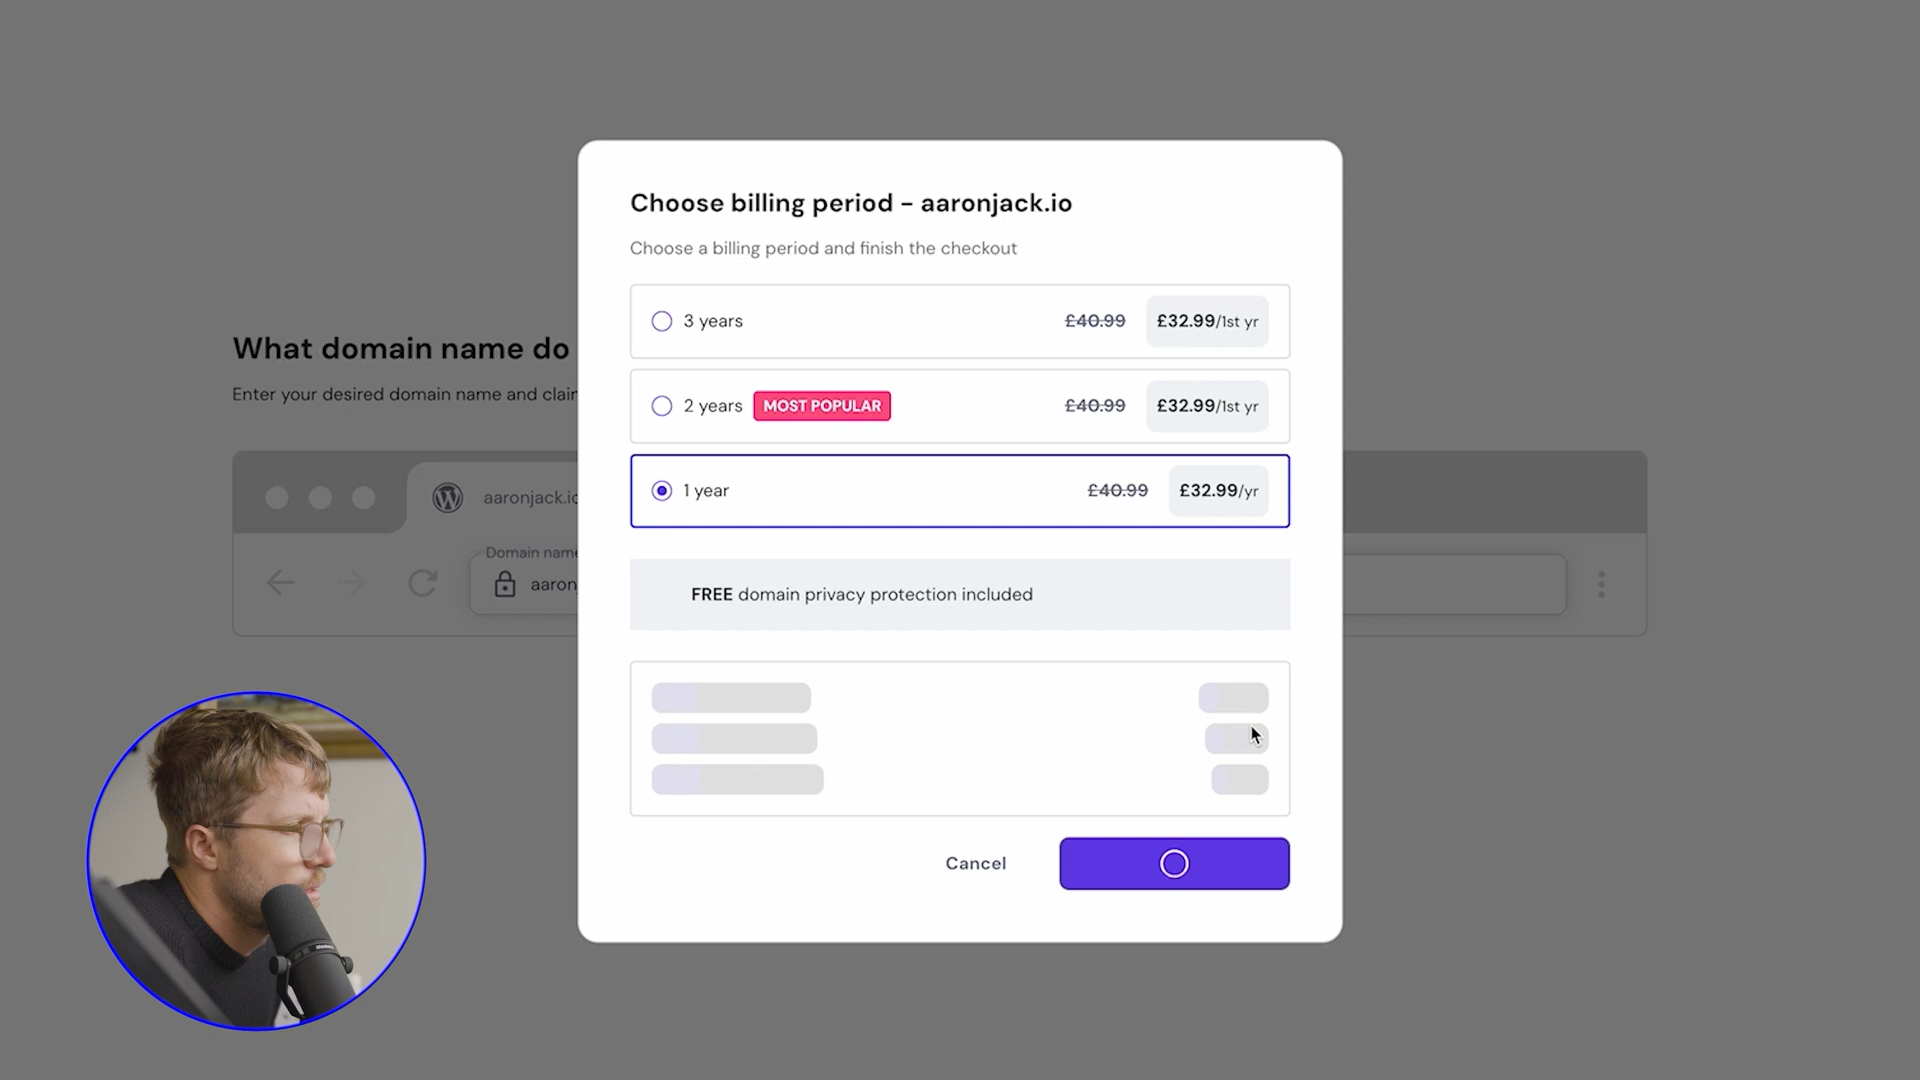 Choose billing period – aaronjack.io
Choose a billing period and finish the checkout
3 years £40.99 £32.99/1st yr
2 years MOST POPULAR £40.99 £32.99/1st yr
1 year £40.99 £32.99/yr
FREE domain privacy protection included
Cancel
What domain name do
Enter your desired domain name and clai
aaronjack.io
Domain name
aaron